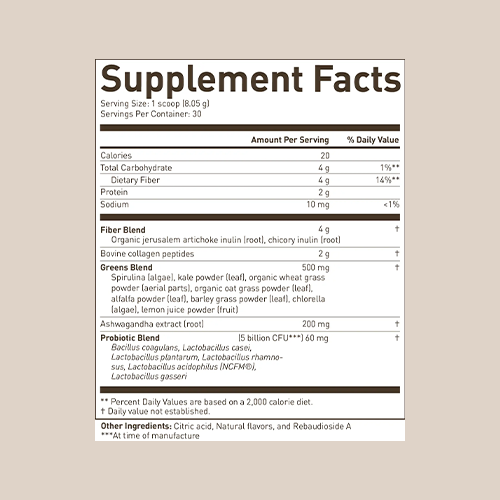 Supplement Facts
Serving Size: 1 scoop (8.05 g)
Servings Per Container: 30
Amount Per Serving % Daily Value
Calories 20
Total Carbohydrate 4 g 1%**
Dietary Fiber 4 g 14%**
Protein 2 g
Sodium 10 mg <1%
Fiber Blend 4 g †
Organic jerusalem artichoke inulin (root), chicory inulin (root)
Bovine collagen peptides 2 g †
Greens Blend 500 mg †
Spirulina (algae), kale powder (leaf), organic wheat grass
powder (aerial parts), organic oat grass powder (leaf),
alfalfa powder (leaf), barley grass powder (leaf), chlorella
(algae), lemon juice powder (fruit)
Ashwagandha extract (root) 200 mg †
Probiotic Blend (5 billion CFU***) 60 mg †
Bacillus coagulans, Lactobacillus casei,
Lactobacillus plantarum, Lactobacillus rhamno-
sus, Lactobacillus acidophilus (NCFM®),
Lactobacillus gasseri
** Percent Daily Values are based on a 2,000 calorie diet.
† Daily value not established.
Other Ingredients: Citric acid, Natural flavors, and Rebaudioside A
***At time of manufacture